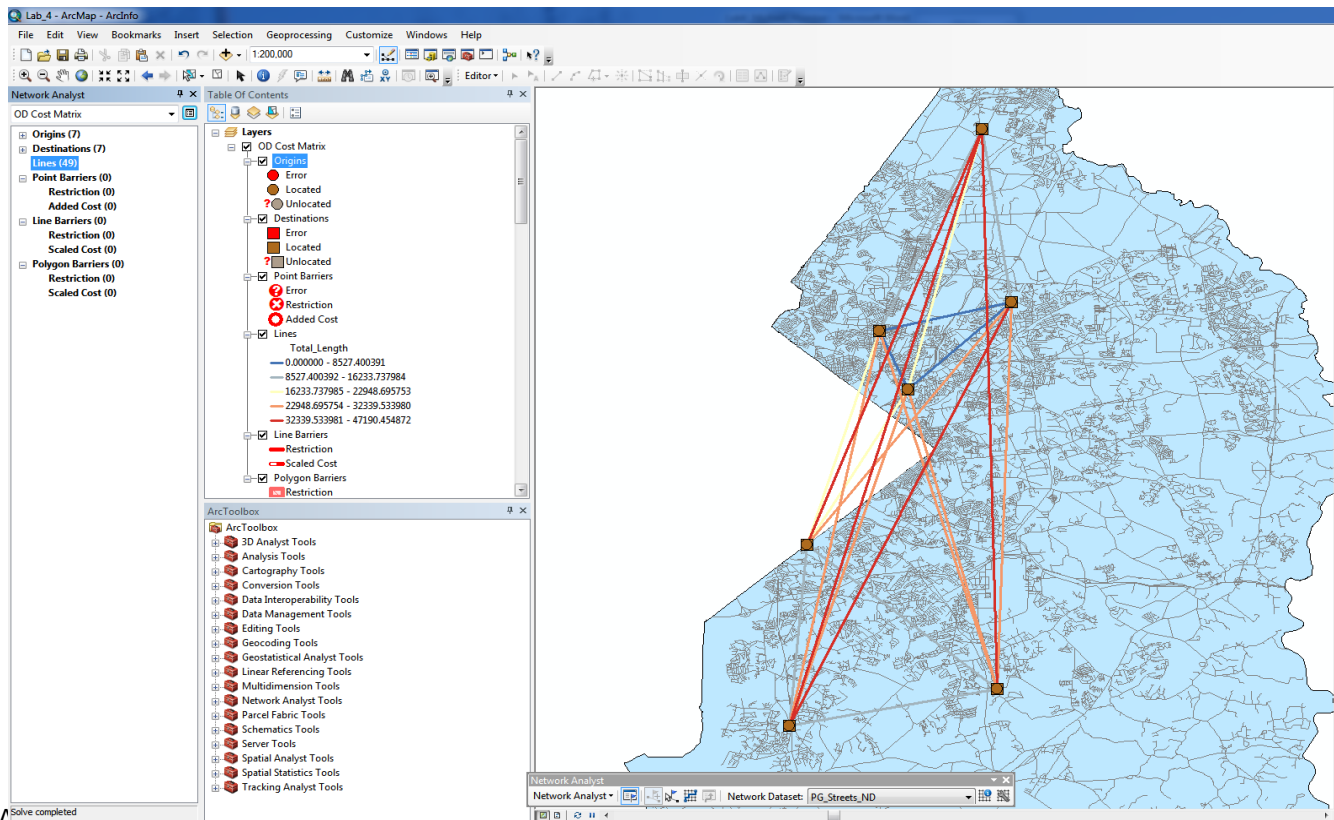 Lab_4 - ArcMap - ArcInfo
File Edit View Bookmarks Insert Selection Geoprocessing Customize Windows Help
1:200,000
Editor
Network Analyst
OD Cost Matrix
Origins (7)
Destinations (7)
Lines (49)
Point Barriers (0)
Restriction (0)
Added Cost (0)
Line Barriers (0)
Restriction (0)
Scaled Cost (0)
Polygon Barriers (0)
Restriction (0)
Scaled Cost (0)
Table Of Contents
Layers
OD Cost Matrix
Origins
Error
Located
? Unlocated
Destinations
Error
Located
? Unlocated
Point Barriers
Error
Restriction
Added Cost
Lines
Total_Length
0.000000 - 8527.400391
8527.400392 - 16233.737984
16233.737985 - 22948.695753
22948.695754 - 32339.533980
32339.533981 - 47190.454872
Line Barriers
Restriction
Scaled Cost
Polygon Barriers
Restriction
ArcToolbox
ArcToolbox
3D Analyst Tools
Analysis Tools
Cartography Tools
Conversion Tools
Data Interoperability Tools
Data Management Tools
Editing Tools
Geocoding Tools
Geostatistical Analyst Tools
Linear Referencing Tools
Multidimension Tools
Network Analyst Tools
Parcel Fabric Tools
Schematics Tools
Server Tools
Spatial Analyst Tools
Spatial Statistics Tools
Tracking Analyst Tools
Network Analyst
Network Analyst Network Dataset: PG_Streets_ND
Solve completed